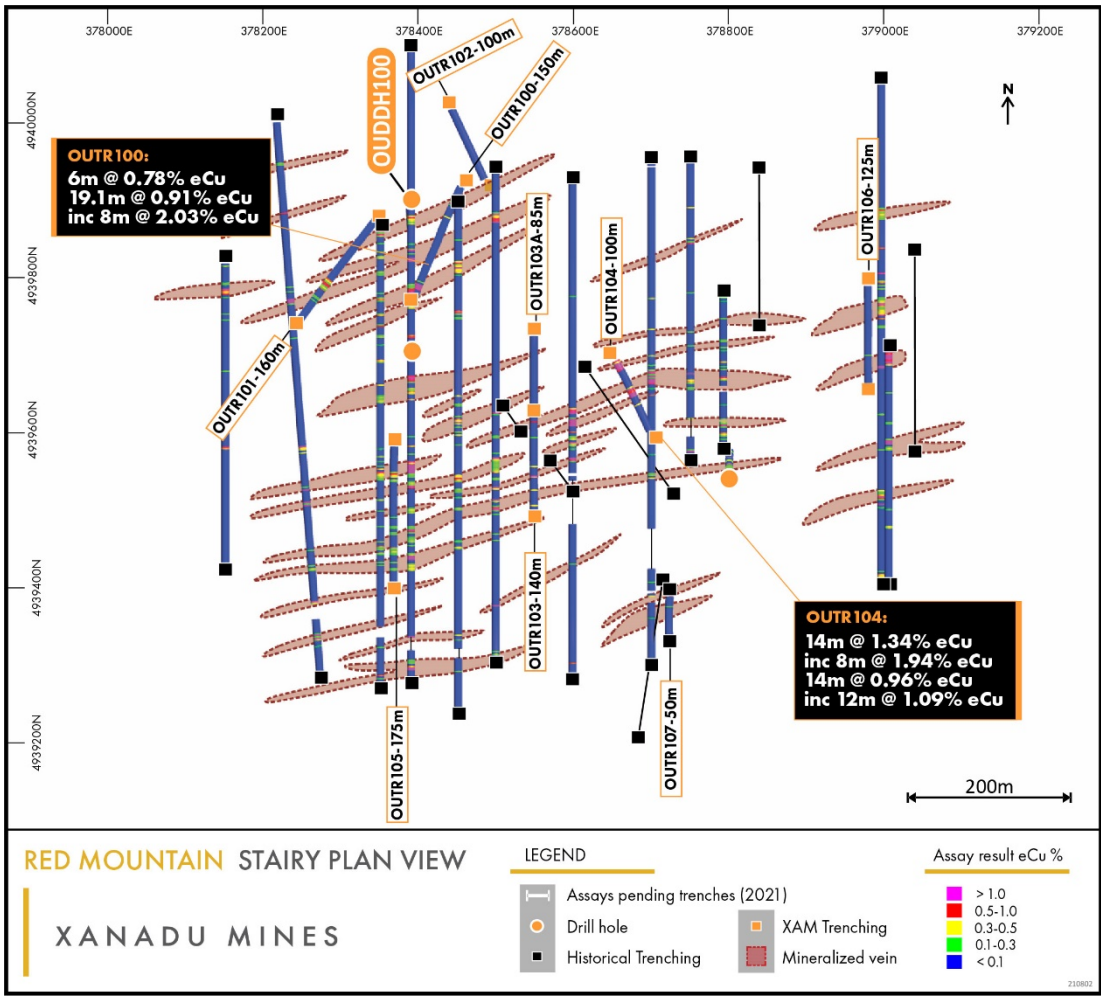 378000E
378200E
378400E
378600E
378800E
379000E
379200E
4940000N
4939800N
4939600N
4939400N
4939200N
N
OUTR102-100m
OUDDH100
OUTR100-150m
OUTR100:
6m @ 0.78% eCu
19.1m @ 0.91% eCu
inc 8m @ 2.03% eCu
OUTR103A-85m
OUTR104-100m
OUTR106-125m
OUTR101-160m
OUTR103-140m
OUTR105-175m
OUTR107-50m
OUTR104:
14m @ 1.34% eCu
inc 8m @ 1.94% eCu
14m @ 0.96% eCu
inc 12m @ 1.09% eCu
200m
RED MOUNTAIN STAIRY PLAN VIEW
XANADU MINES
LEGEND
Assays pending trenches (2021)
Drill hole
XAM Trenching
Historical Trenching
Mineralized vein
Assay result eCu %
> 1.0
0.5-1.0
0.3-0.5
0.1-0.3
< 0.1
210802